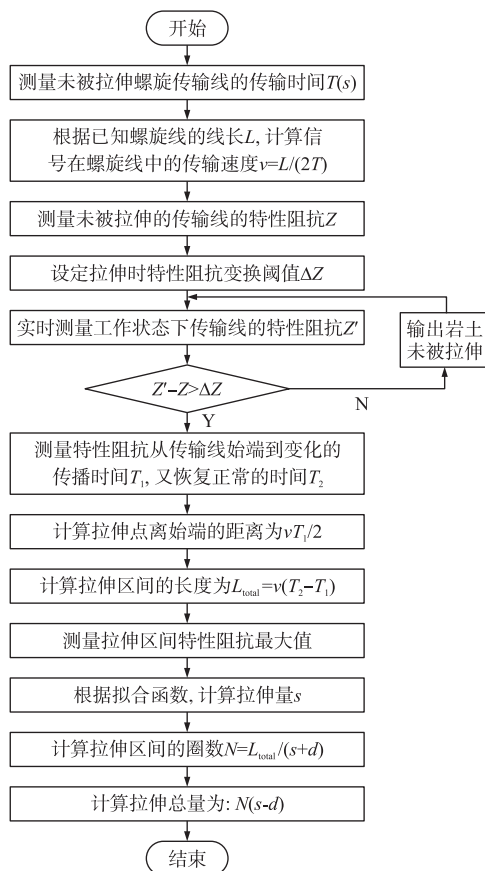 开始
测量未被拉伸螺旋传输线的传输时间T(s)
根据已知螺旋线的线长L, 计算信
号在螺旋线中的传输速度v=L/(2T)
测量未被拉伸的传输线的特性阻抗Z
设定拉伸时特性阻抗变换阈值ΔZ
实时测量工作状态下传输线的特性阻抗Z′
输出岩土
未被拉伸
Z′−Z>ΔZ
N
Y
测量特性阻抗从传输线始端到变化的
传播时间T₁, 又恢复正常的时间T₂
计算拉伸点离始端的距离为vT₁/2
计算拉伸区间的长度为L_total=v(T₂−T₁)
测量拉伸区间特性阻抗最大值
根据拟合函数, 计算拉伸量s
计算拉伸区间的圈数N=L_total/(s+d)
计算拉伸总量为: N(s-d)
结束